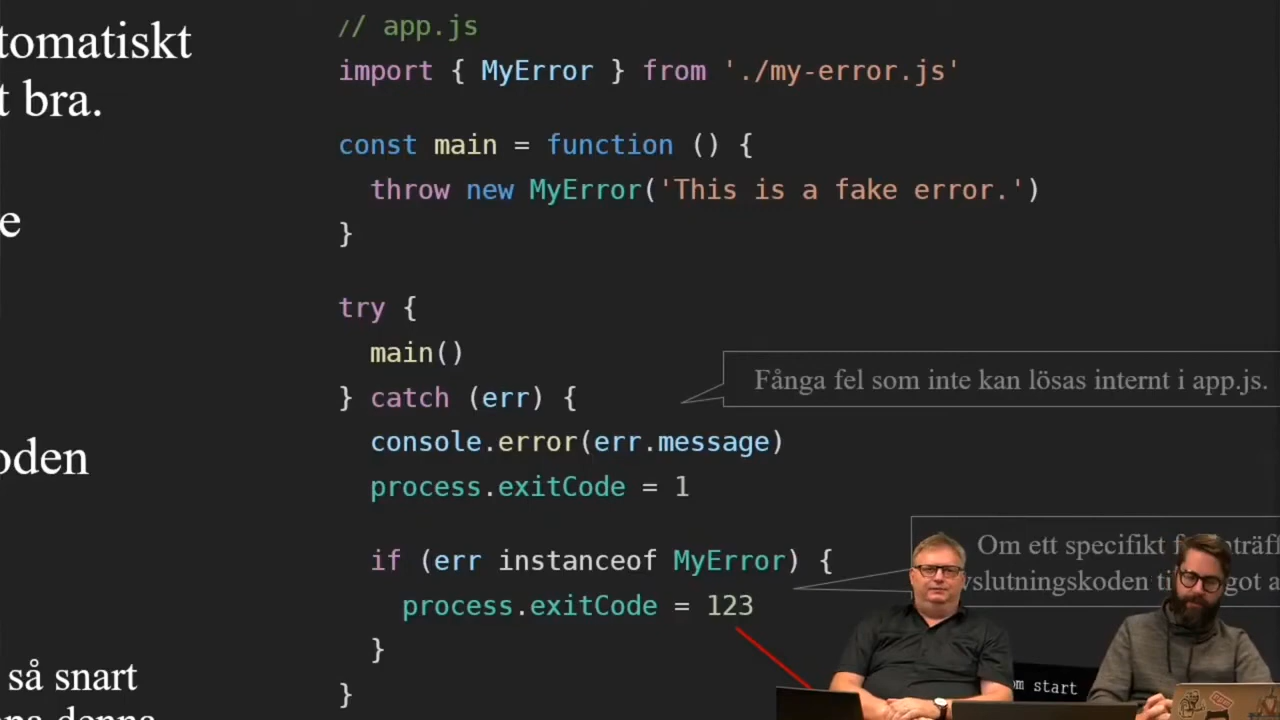 tomatiskt
t bra.
e
oden
så snart
denna
// app.js
import { MyError } from './my-error.js'
const main = function () {
throw new MyError('This is a fake error.')
}
try {
main()
} catch (err) {
Fånga fel som inte kan lösas internt i app.js.
console.error(err.message)
process.exitCode = 1
if (err instanceof MyError) {
Om ett specifikt
process.exitCode = 123
}
}
start